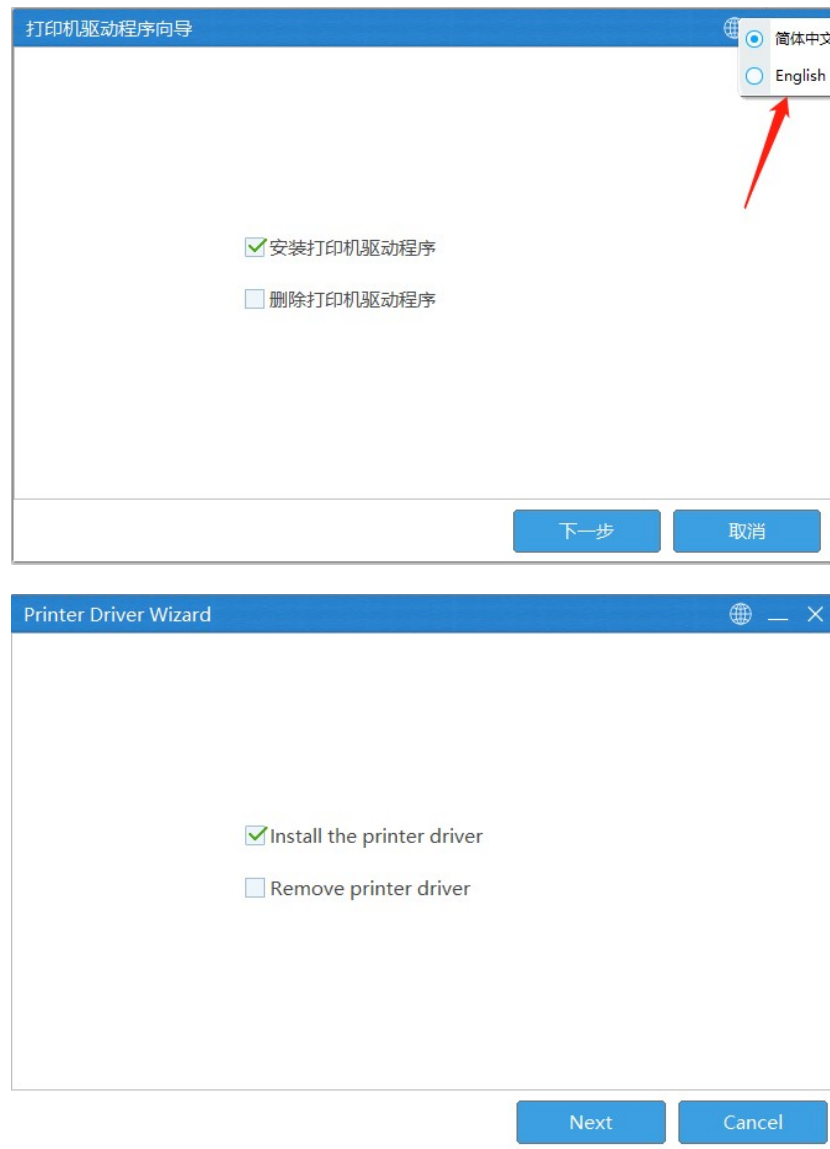 打印机驱动程序向导
简体中文
English
安装打印机驱动程序
删除打印机驱动程序
下一步
取消
Printer Driver Wizard
Install the printer driver
Remove printer driver
Next
Cancel